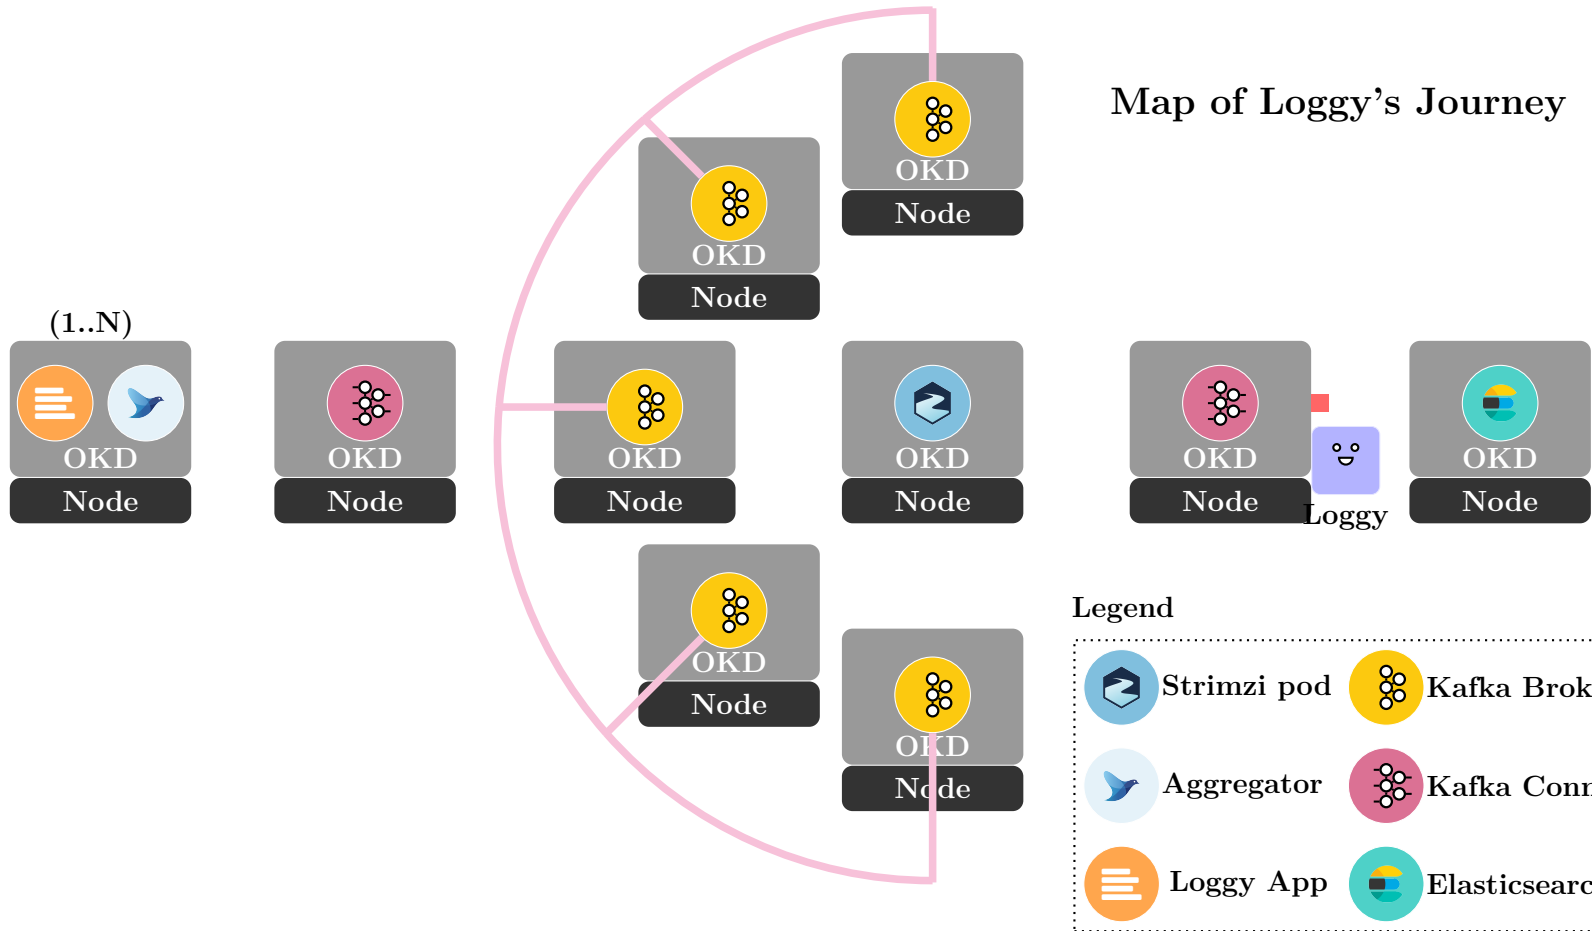 Map of Loggy's Journey
OKD
Node
OKD
Node
(1..N)
OKD
Node
OKD
Node
OKD
Node
OKD
Node
OKD
Node
OKD
Node
Loggy
OKD
Node
OKD
Node
Legend
Strimzi pod
Kafka Brok
Aggregator
Kafka Conn
Loggy App
Elasticsearc